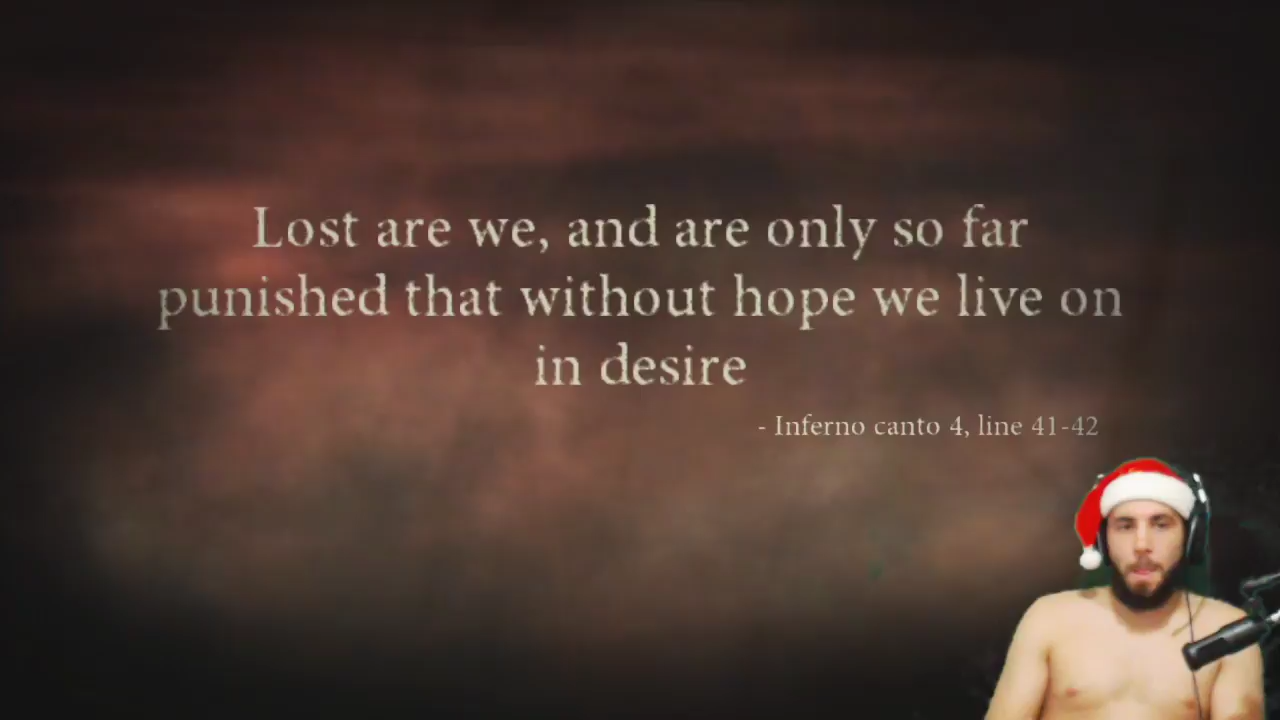 Lost are we, and are only so far
punished that without hope we live on
in desire
- Inferno canto 4, line 41-42